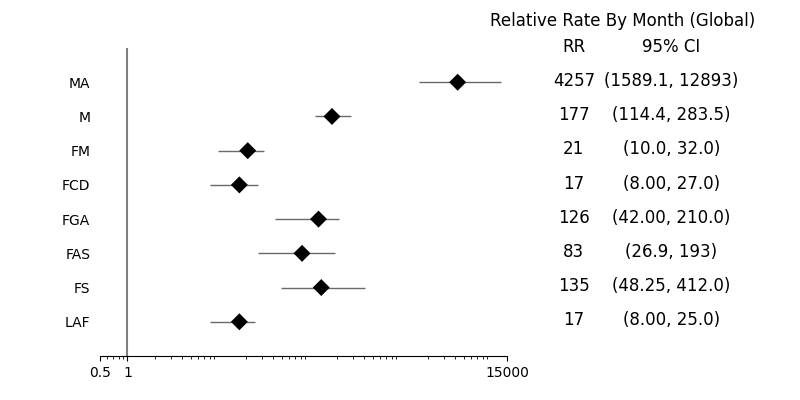 Relative Rate By Month (Global)
RR 95% CI
MA 4257 (1589.1, 12893)
M 177 (114.4, 283.5)
FM 21 (10.0, 32.0)
FCD 17 (8.00, 27.0)
FGA 126 (42.00, 210.0)
FAS 83 (26.9, 193)
FS 135 (48.25, 412.0)
LAF 17 (8.00, 25.0)
0.5 1 15000